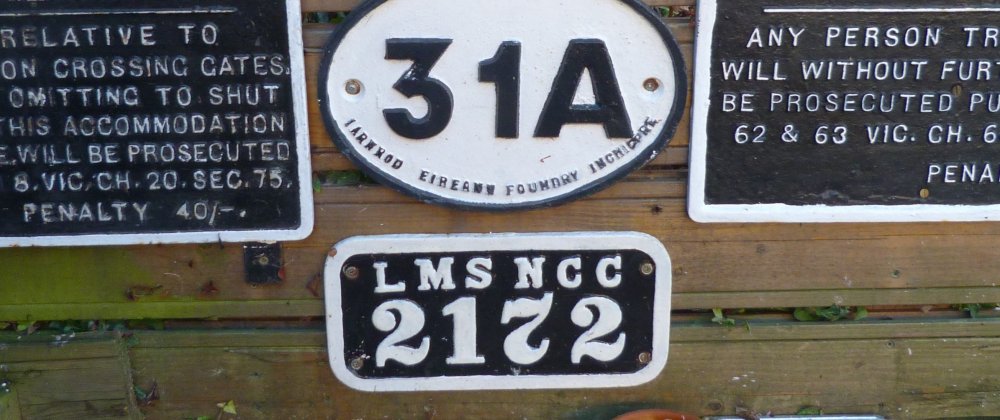 RELATIVE TO
ON CROSSING GATES.
OMITTING TO SHUT
THIS ACCOMMODATION
E. WILL BE PROSECUTED
8. VIC. CH. 20. SEC. 75.
PENALTY 40/-.
31A
IARNROD EIREANN FOUNDRY INCHICORE
LMS NCC
2172
ANY PERSON TR
WILL WITHOUT FURT
BE PROSECUTED PU
62 & 63 VIC. CH. 6
PENA